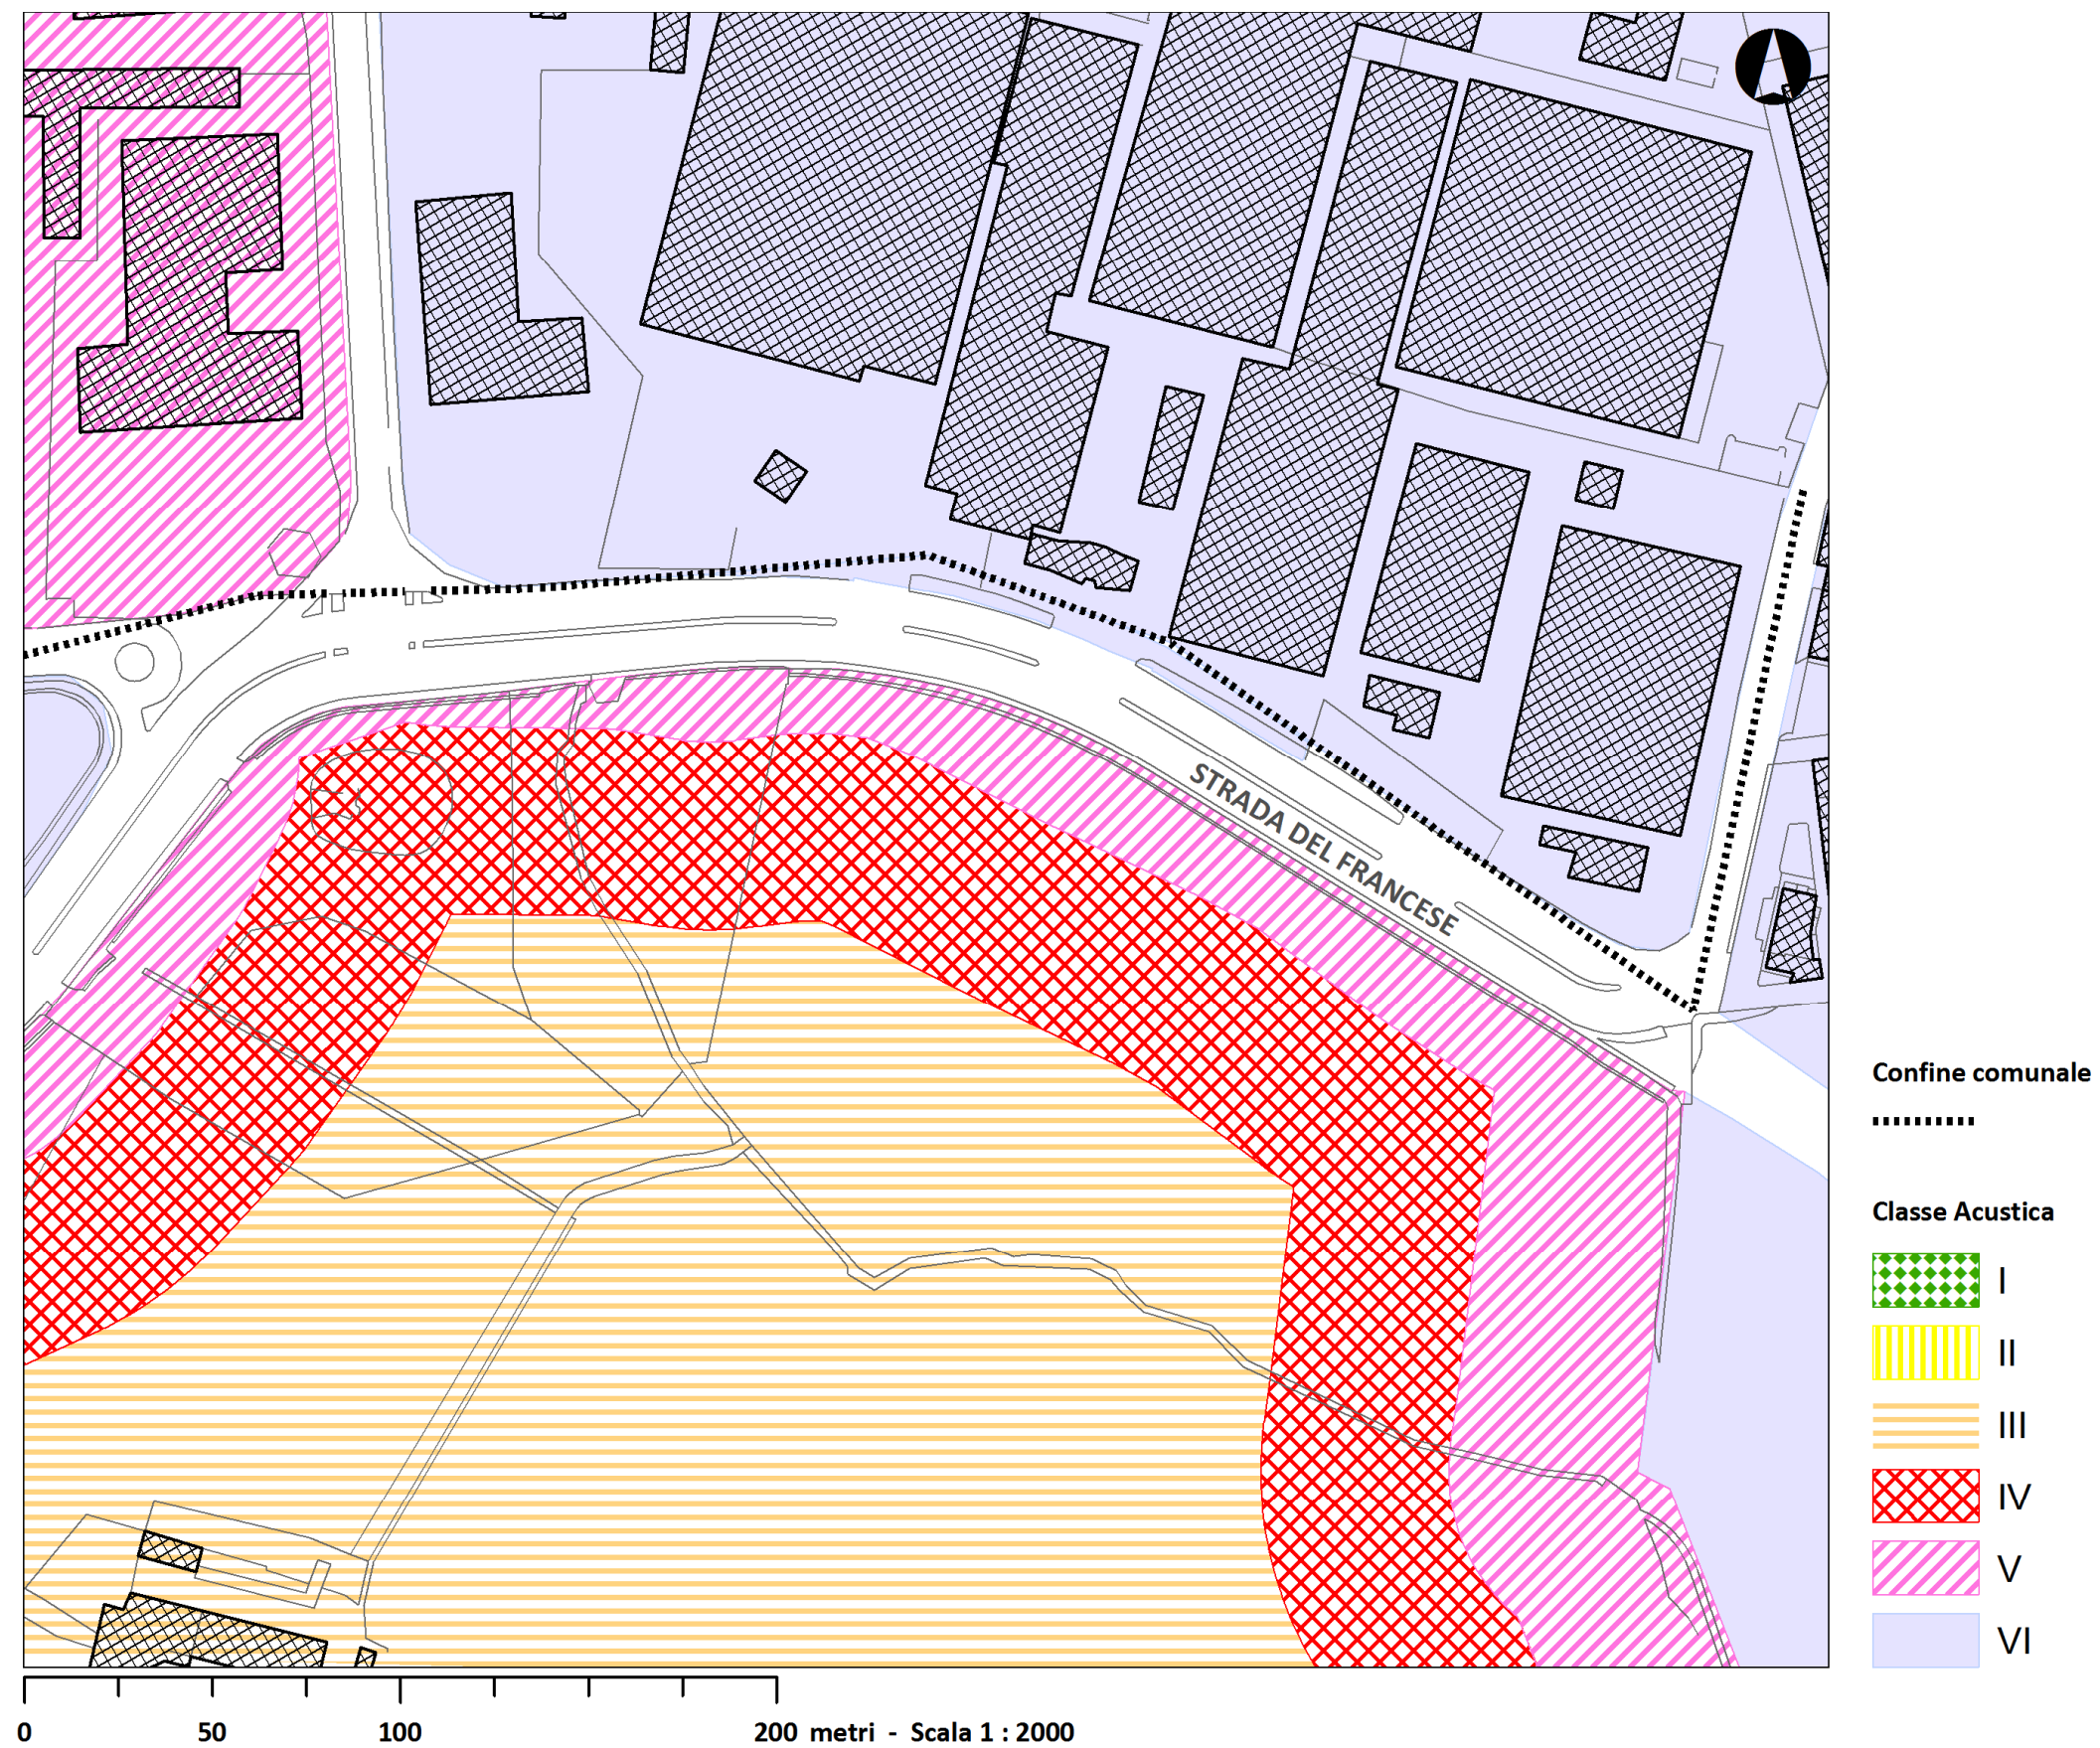 STRADA DEL FRANCESE
Confine comunale
Classe Acustica
I
II
III
IV
V
VI
0 50 100 200 metri - Scala 1 : 2000